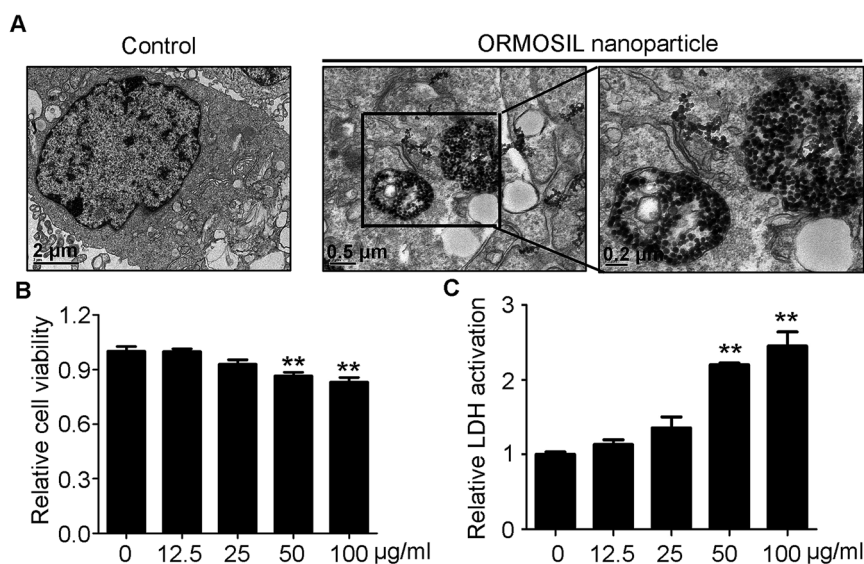 A
Control
ORMOSIL nanoparticle
2 µm
0.5 µm
0.2 µm
B
Relative cell viability
1.2
0.9
0.6
0.3
0.0
0 12.5 25 50 100 µg/ml
** **
C
Relative LDH activation
3
2
1
0
0 12.5 25 50 100 µg/ml
** **